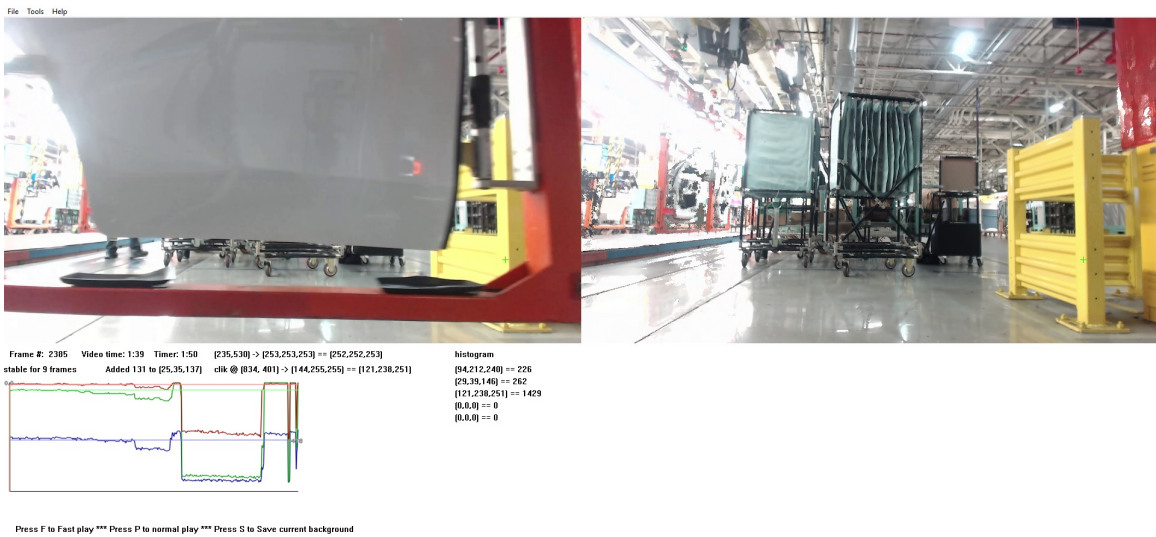 File Tools Help
Frame #: 2385 Video time: 1:39 Timer: 1:50 (235,530) -> (253,253,253) == (252,252,253)
stable for 9 frames Added 131 to (25,35,137) clik @ (834, 401) -> (144,255,255) == (121,238,251)
histogram
(94,212,240) == 226
(29,39,146) == 262
(121,238,251) == 1429
(0,0,0) == 0
(0,0,0) == 0
Press F to Fast play *** Press P to normal play *** Press S to Save current background